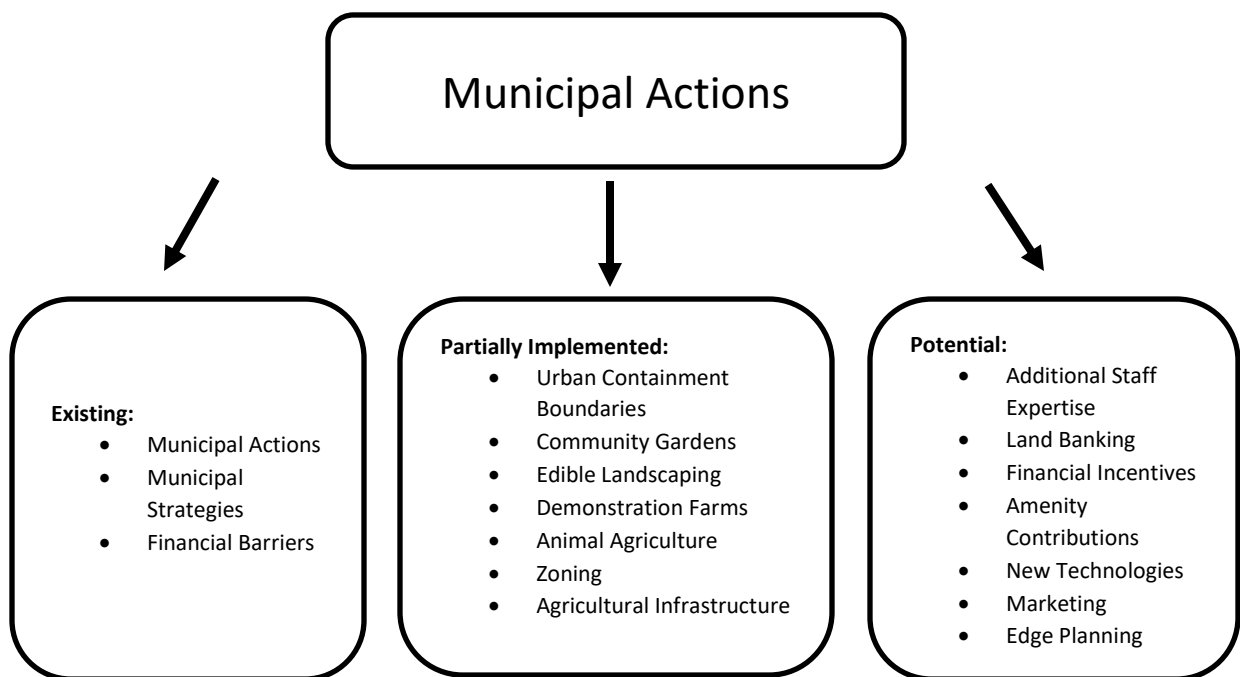 Municipal Actions
Existing:
• Municipal Actions
• Municipal
Strategies
• Financial Barriers
Partially Implemented:
• Urban Containment
Boundaries
• Community Gardens
• Edible Landscaping
• Demonstration Farms
• Animal Agriculture
• Zoning
• Agricultural Infrastructure
Potential:
• Additional Staff
Expertise
• Land Banking
• Financial Incentives
• Amenity
Contributions
• New Technologies
• Marketing
• Edge Planning